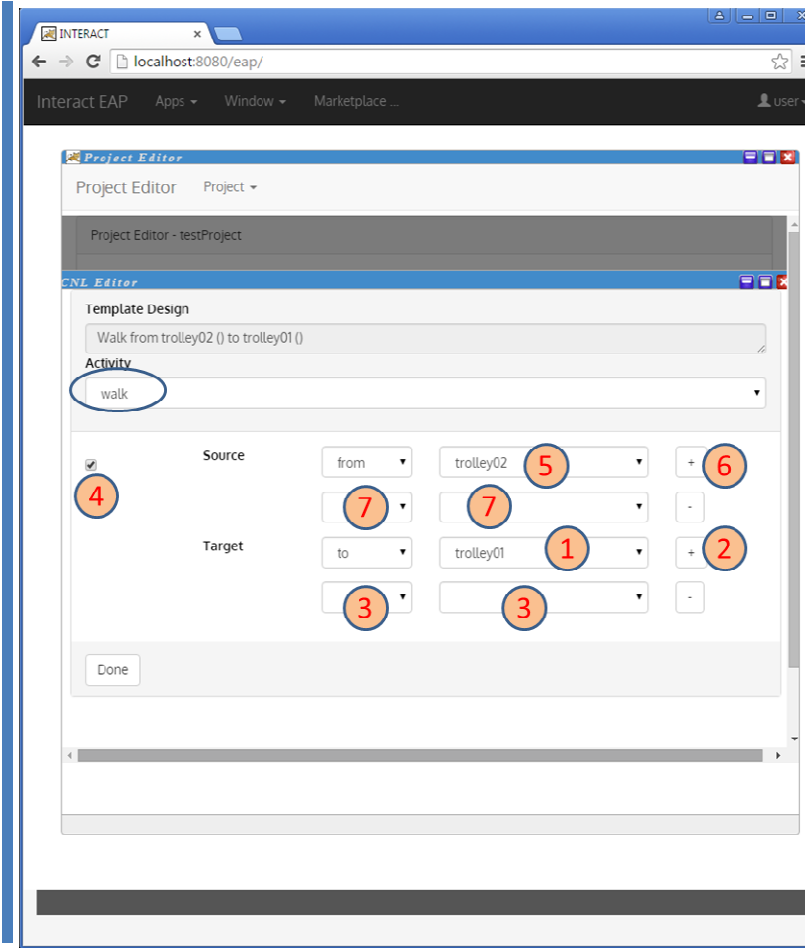 INTERACT ×
localhost:8080/eap/
Interact EAP Apps Window Marketplace ... user
Project Editor
Project Editor Project
Project Editor - testProject
CNL Editor
Template Design
Walk from trolley02 () to trolley01 ()
Activity
walk
Source from trolley02 5 + 6
4
7 7 -
Target to trolley01 1 + 2
3 3 -
Done